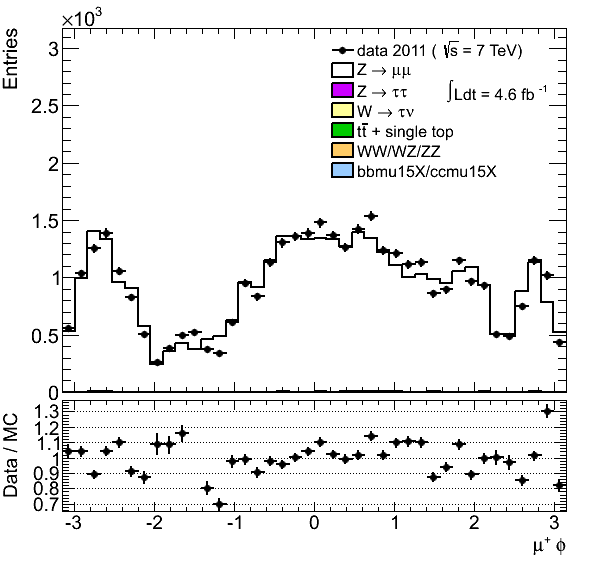 ×10³
Entries
3
2.5
2
1.5
1
0.5
0
data 2011 ( √s = 7 TeV)
Z → μμ
Z → ττ
∫Ldt = 4.6 fb⁻¹
W → τν
tt̄ + single top
WW/WZ/ZZ
bbmu15X/ccmu15X
Data / MC
1.3
1.2
1.1
1
0.9
0.8
0.7
-3 -2 -1 0 1 2 3
μ⁺ ϕ